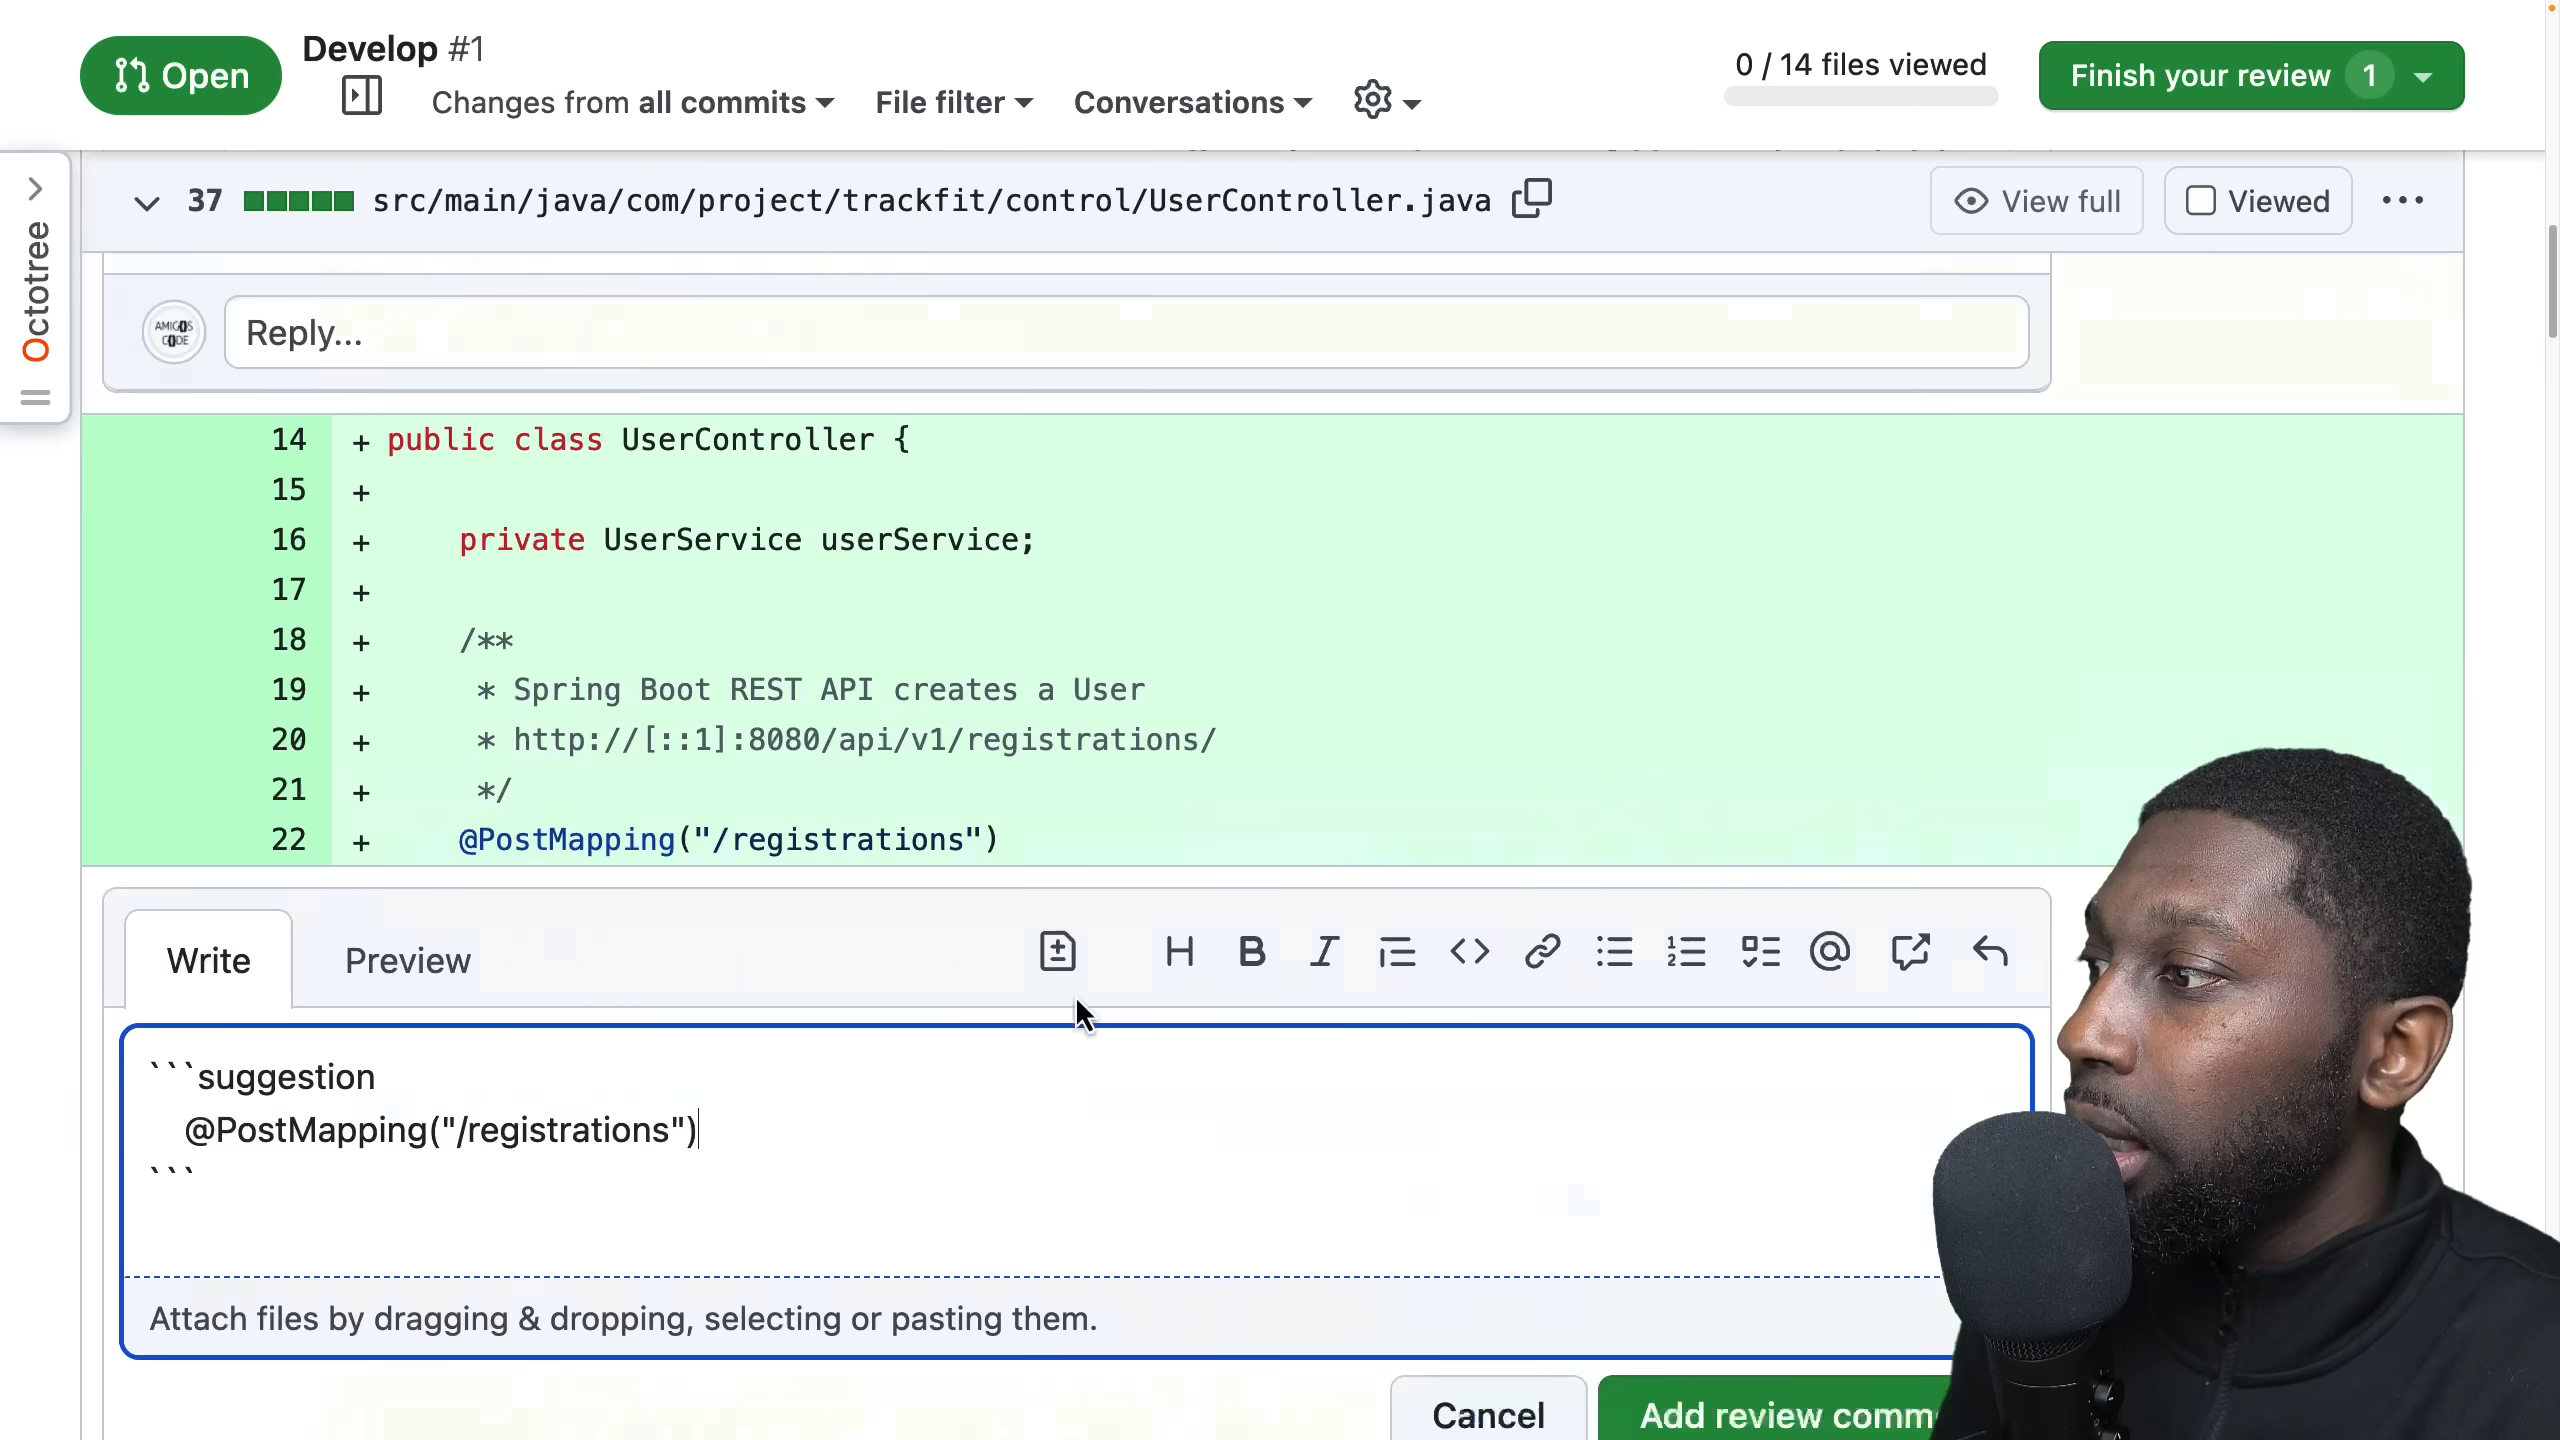 Open
Develop #1
Changes from all commits
File filter
Conversations
0 / 14 files viewed
Finish your review 1
Octotree
37 src/main/java/com/project/trackfit/control/UserController.java
View full
Viewed
AMIGOS
CODE
Reply...
14 + public class UserController {
15 +
16 + private UserService userService;
17 +
18 + /**
19 + * Spring Boot REST API creates a User
20 + * http://[::1]:8080/api/v1/registrations/
21 + */
22 + @PostMapping("/registrations")
Write
Preview
```suggestion
@PostMapping("/registrations")
```
Attach files by dragging & dropping, selecting or pasting them.
Cancel
Add review comm